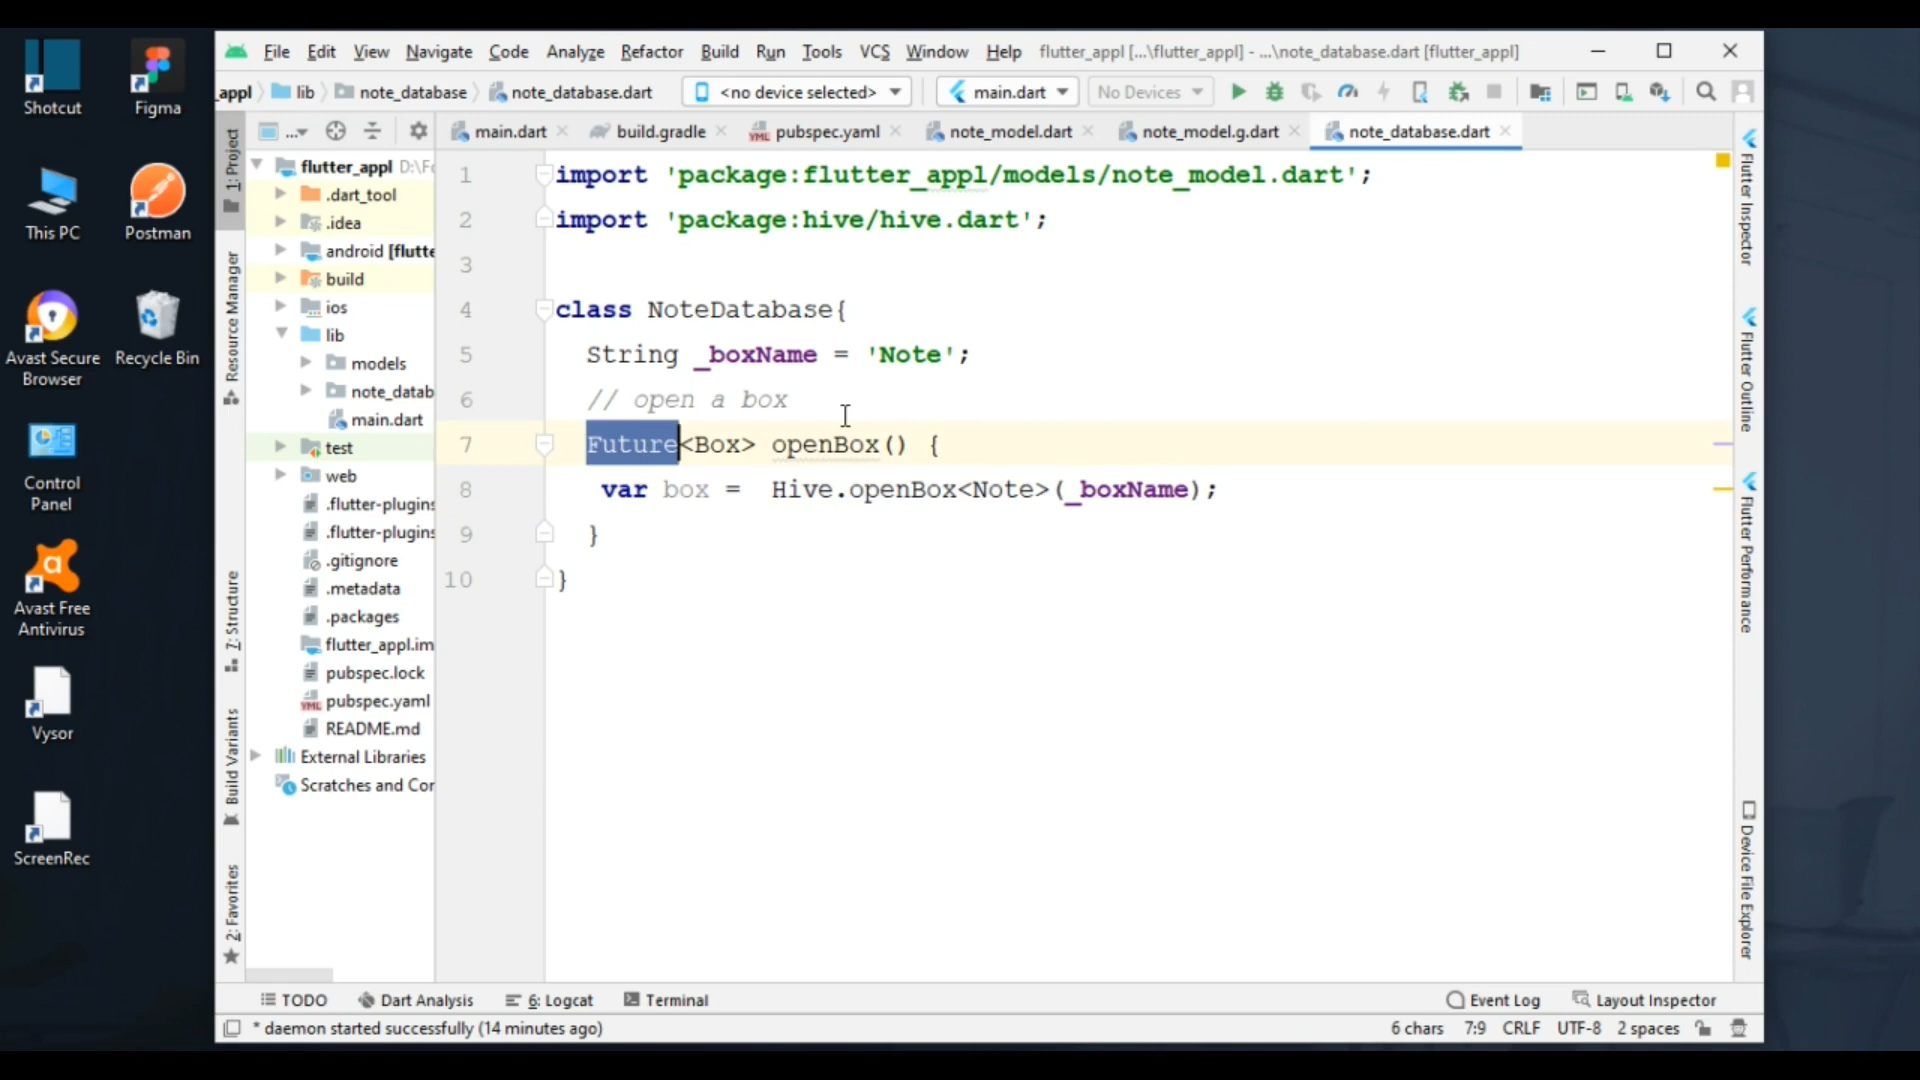 Shotcut
Figma
This PC
Postman
Avast Secure Browser
Recycle Bin
Control Panel
Avast Free Antivirus
Vysor
ScreenRec
File Edit View Navigate Code Analyze Refactor Build Run Tools VCS Window Help flutter_appl [...\flutter_appl] - ...\note_database.dart [flutter_appl]
_appl lib note_database note_database.dart <no device selected> main.dart No Devices
... main.dart build.gradle pubspec.yaml note_model.dart note_model.g.dart note_database.dart
1: Project
Resource Manager
7: Structure
Build Variants
2: Favorites
flutter_appl D:\Fo
.dart_tool
.idea
android [flutte
build
ios
lib
models
note_datab
main.dart
test
web
.flutter-plugins
.flutter-plugins
.gitignore
.metadata
.packages
flutter_appl.im
pubspec.lock
pubspec.yaml
README.md
External Libraries
Scratches and Cor
1 import 'package:flutter_appl/models/note_model.dart';
2 import 'package:hive/hive.dart';
3
4 class NoteDatabase{
5 String _boxName = 'Note';
6 // open a box
7 Future<Box> openBox() {
8 var box = Hive.openBox<Note>(_boxName);
9 }
10 }
Flutter Inspector
Flutter Outline
Flutter Performance
Device File Explorer
TODO Dart Analysis 6: Logcat Terminal Event Log Layout Inspector
* daemon started successfully (14 minutes ago) 6 chars 7:9 CRLF UTF-8 2 spaces